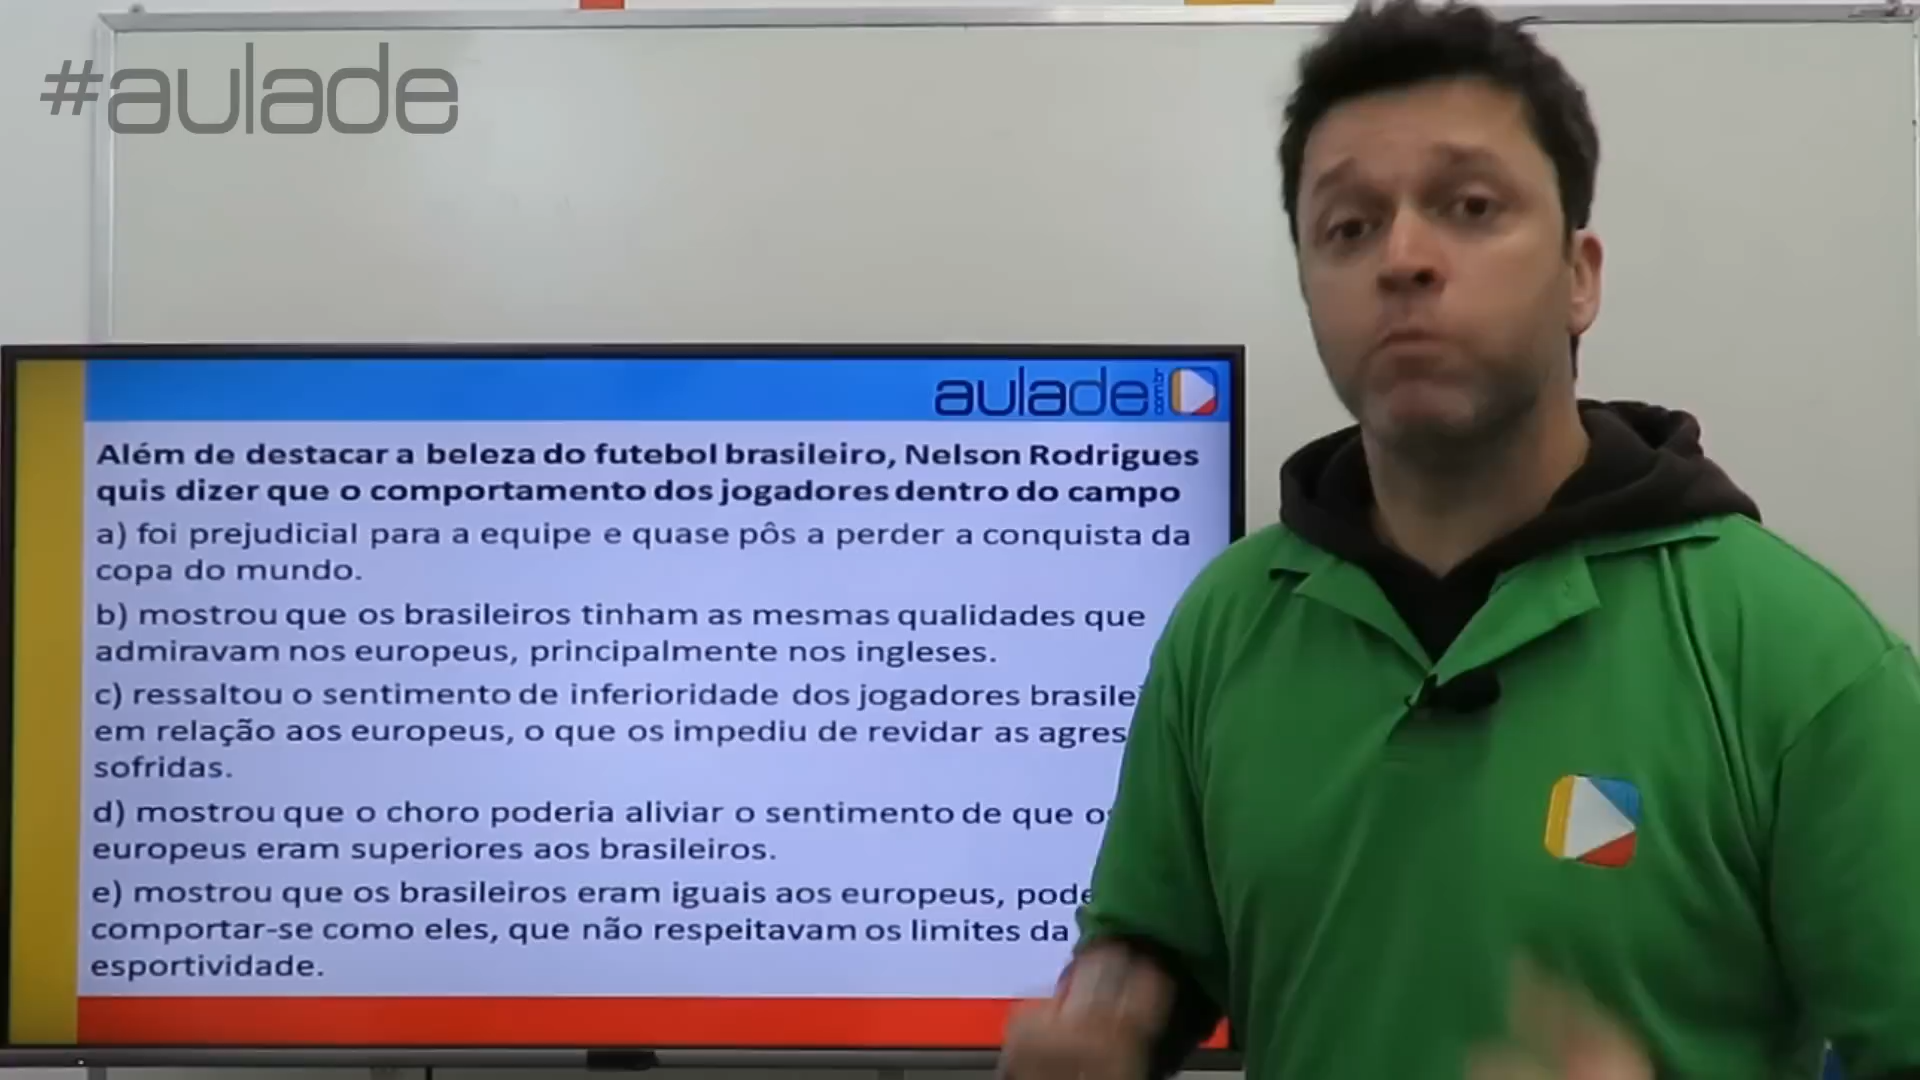 #aulade
aulade.com.br
Além de destacar a beleza do futebol brasileiro, Nelson Rodrigues
quis dizer que o comportamento dos jogadores dentro do campo
a) foi prejudicial para a equipe e quase pôs a perder a conquista da
copa do mundo.
b) mostrou que os brasileiros tinham as mesmas qualidades que
admiravam nos europeus, principalmente nos ingleses.
c) ressaltou o sentimento de inferioridade dos jogadores
em relação aos europeus, o que os impediu de revidar as
sofridas.
d) mostrou que o choro poderia aliviar o sentimento de que
europeus eram superiores aos brasileiros.
e) mostrou que os brasileiros eram iguais aos europeus,
comportar-se como eles, que não respeitavam os limites da
esportividade.